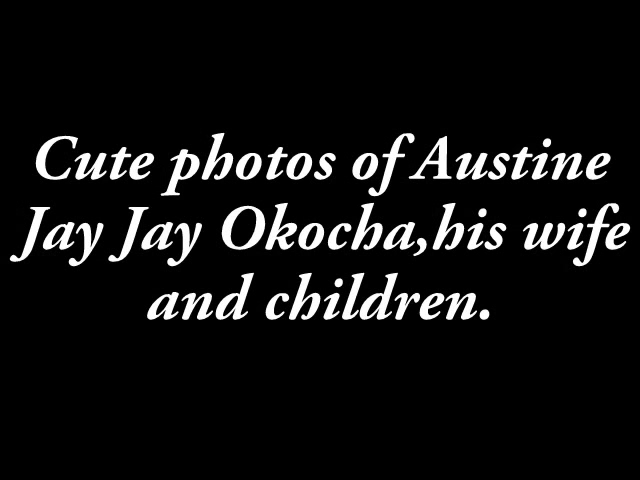 Cute photos of Austine
Jay Jay Okocha,his wife
and children.